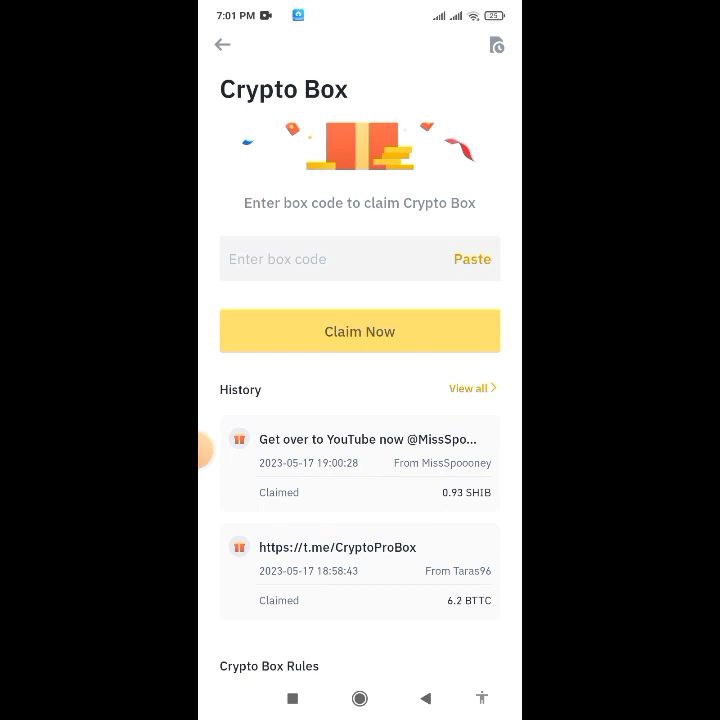 7:01 PM
25
Crypto Box
Enter box code to claim Crypto Box
Enter box code Paste
Claim Now
History View all
Get over to YouTube now @MissSpo...
2023-05-17 19:00:28 From MissSpoooney
Claimed 0.93 SHIB
https://t.me/CryptoProBox
2023-05-17 18:58:43 From Taras96
Claimed 6.2 BTTC
Crypto Box Rules